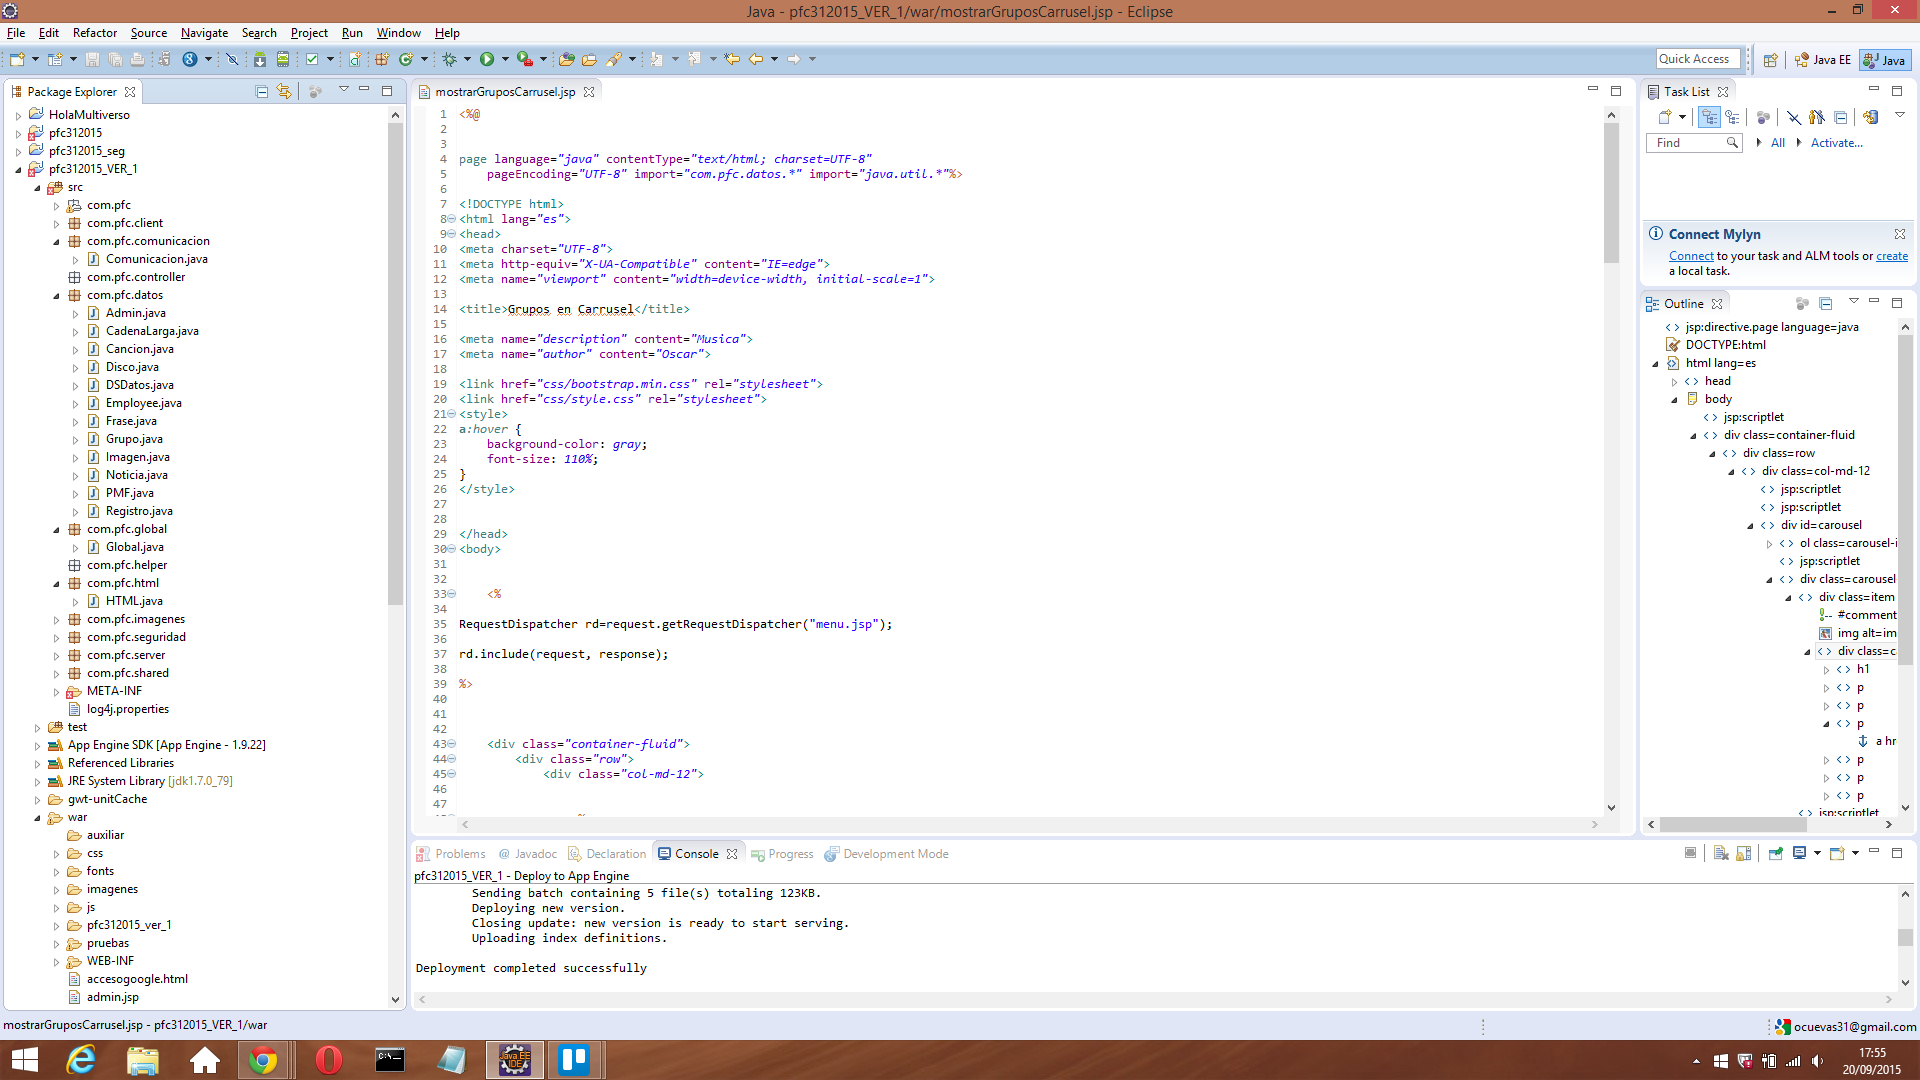 Java - pfc312015_VER_1/war/mostrarGruposCarrusel.jsp - Eclipse
File Edit Refactor Source Navigate Search Project Run Window Help
Quick Access
Java EE
Java
Package Explorer
HolaMultiverso
pfc312015
pfc312015_seg
pfc312015_VER_1
src
com.pfc
com.pfc.client
com.pfc.comunicacion
Comunicacion.java
com.pfc.controller
com.pfc.datos
Admin.java
CadenaLarga.java
Cancion.java
Disco.java
DSDatos.java
Employee.java
Frase.java
Grupo.java
Imagen.java
Noticia.java
PMF.java
Registro.java
com.pfc.global
Global.java
com.pfc.helper
com.pfc.html
HTML.java
com.pfc.imagenes
com.pfc.seguridad
com.pfc.server
com.pfc.shared
META-INF
log4j.properties
test
App Engine SDK [App Engine - 1.9.22]
Referenced Libraries
JRE System Library [jdk1.7.0_79]
gwt-unitCache
war
auxiliar
css
fonts
imagenes
js
pfc312015_ver_1
pruebas
WEB-INF
accesogoogle.html
admin.jsp
mostrarGruposCarrusel.jsp
1 <%@
2
3
4 page language="java" contentType="text/html; charset=UTF-8"
5 pageEncoding="UTF-8" import="com.pfc.datos.*" import="java.util.*"%>
6
7 <!DOCTYPE html>
8 <html lang="es">
9 <head>
10 <meta charset="UTF-8">
11 <meta http-equiv="X-UA-Compatible" content="IE=edge">
12 <meta name="viewport" content="width=device-width, initial-scale=1">
13
14 <title>Grupos en Carrusel</title>
15
16 <meta name="description" content="Musica">
17 <meta name="author" content="Oscar">
18
19 <link href="css/bootstrap.min.css" rel="stylesheet">
20 <link href="css/style.css" rel="stylesheet">
21 <style>
22 a:hover {
23 background-color: gray;
24 font-size: 110%;
25 }
26 </style>
27
28
29 </head>
30 <body>
31
32
33 <%
34
35 RequestDispatcher rd=request.getRequestDispatcher("menu.jsp");
36
37 rd.include(request, response);
38
39 %>
40
41
42
43 <div class="container-fluid">
44 <div class="row">
45 <div class="col-md-12">
46
47
Task List
Find
All
Activate...
Connect Mylyn
Connect to your task and ALM tools or create
a local task.
Outline
jsp:directive.page language=java
DOCTYPE:html
html lang=es
head
body
jsp:scriptlet
div class=container-fluid
div class=row
div class=col-md-12
jsp:scriptlet
jsp:scriptlet
div id=carousel
ol class=carousel-i
jsp:scriptlet
div class=carousel
div class=item
#comment
img alt=im
div class=c
h1
p
p
p
a hr
p
p
p
jsp:scriptlet
Problems @ Javadoc Declaration Console Progress Development Mode
pfc312015_VER_1 - Deploy to App Engine
Sending batch containing 5 file(s) totaling 123KB.
Deploying new version.
Closing update: new version is ready to start serving.
Uploading index definitions.
Deployment completed successfully
mostrarGruposCarrusel.jsp - pfc312015_VER_1/war
ocuevas31@gmail.com
Java EE
IDE
17:55
20/09/2015